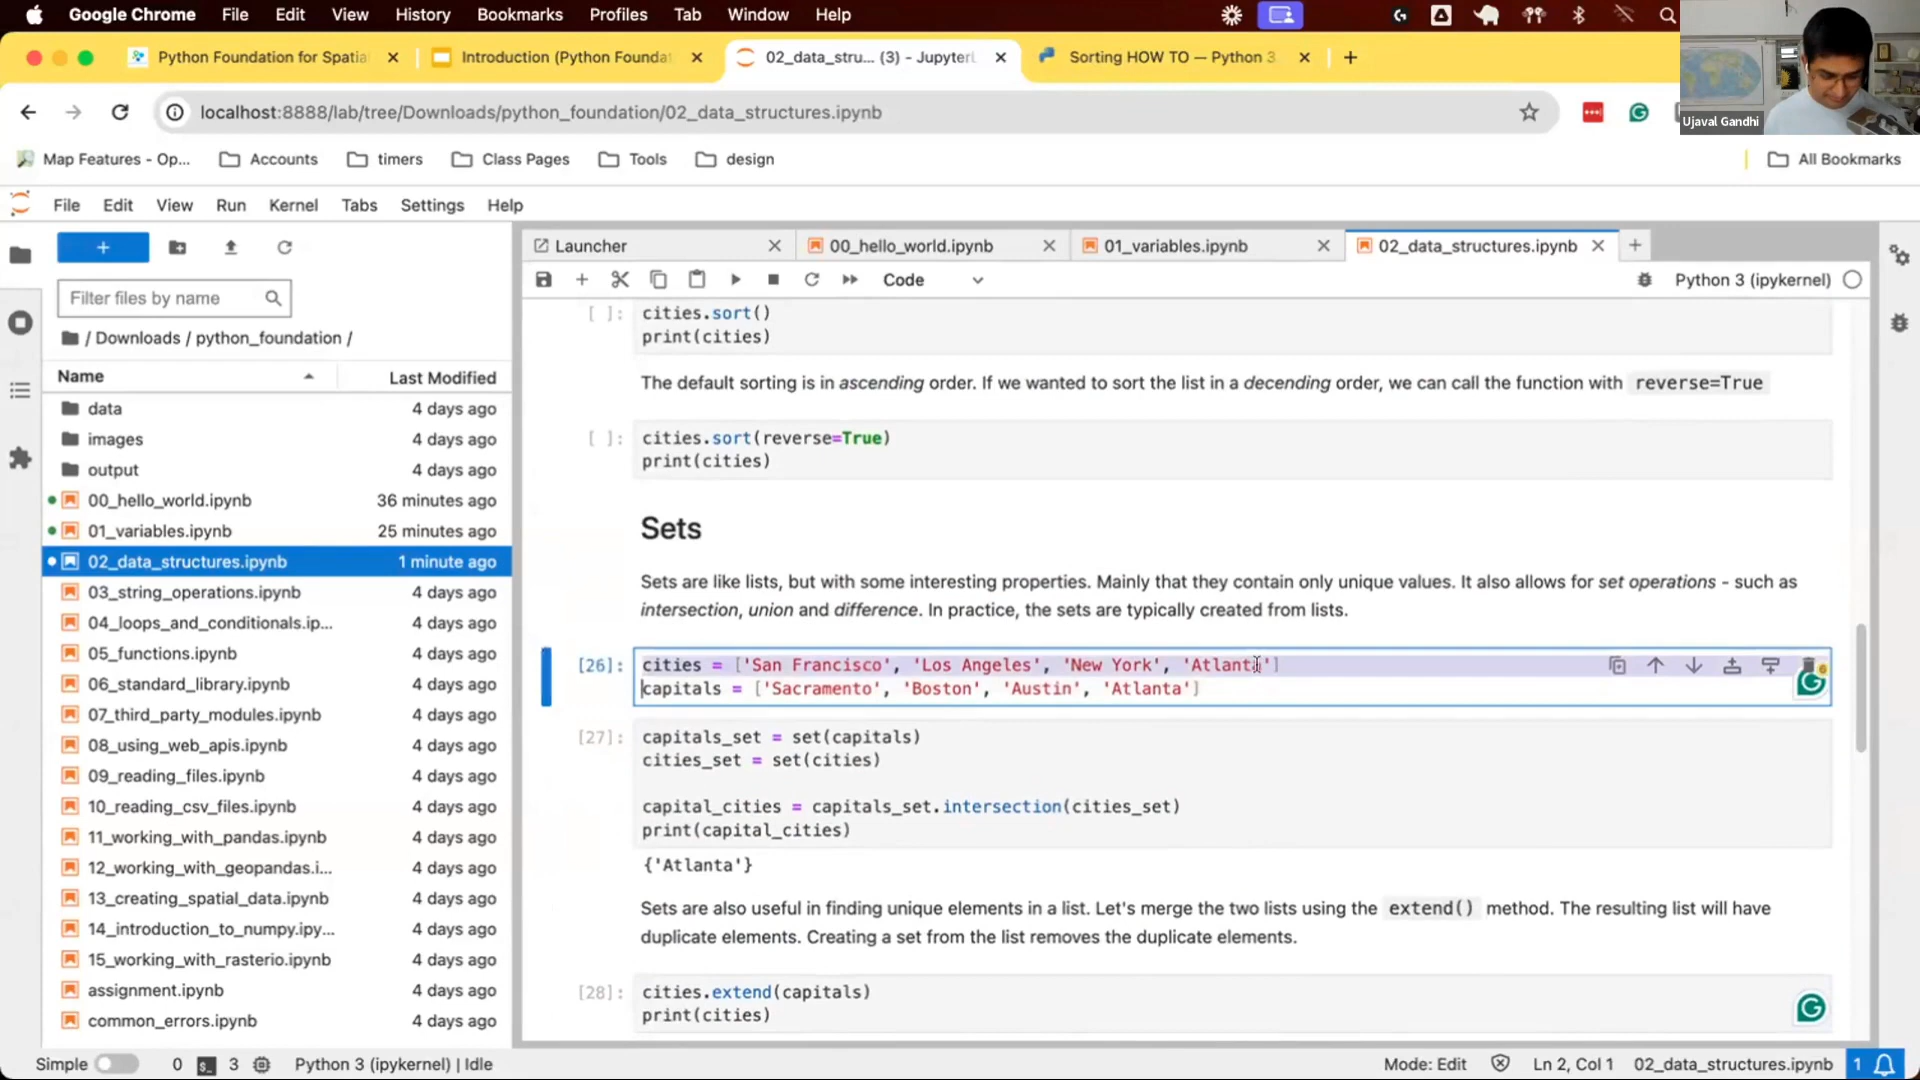 Google Chrome File Edit View History Bookmarks Profiles Tab Window Help
Python Foundation for Spatia
Introduction (Python Founda
02_data_stru... (3) - JupyterL
Sorting HOW TO — Python 3
localhost:8888/lab/tree/Downloads/python_foundation/02_data_structures.ipynb
Ujaval Gandhi
Map Features - Op... Accounts timers Class Pages Tools design All Bookmarks
File Edit View Run Kernel Tabs Settings Help
Launcher 00_hello_world.ipynb 01_variables.ipynb 02_data_structures.ipynb
Code Python 3 (ipykernel)
Filter files by name
/ Downloads / python_foundation /
Name Last Modified
data 4 days ago
images 4 days ago
output 4 days ago
00_hello_world.ipynb 36 minutes ago
01_variables.ipynb 25 minutes ago
02_data_structures.ipynb 1 minute ago
03_string_operations.ipynb 4 days ago
04_loops_and_conditionals.ip... 4 days ago
05_functions.ipynb 4 days ago
06_standard_library.ipynb 4 days ago
07_third_party_modules.ipynb 4 days ago
08_using_web_apis.ipynb 4 days ago
09_reading_files.ipynb 4 days ago
10_reading_csv_files.ipynb 4 days ago
11_working_with_pandas.ipynb 4 days ago
12_working_with_geopandas.i... 4 days ago
13_creating_spatial_data.ipynb 4 days ago
14_introduction_to_numpy.ipy... 4 days ago
15_working_with_rasterio.ipynb 4 days ago
assignment.ipynb 4 days ago
common_errors.ipynb 4 days ago
[ ]: cities.sort()
print(cities)
The default sorting is in ascending order. If we wanted to sort the list in a decending order, we can call the function with reverse=True
[ ]: cities.sort(reverse=True)
print(cities)
Sets
Sets are like lists, but with some interesting properties. Mainly that they contain only unique values. It also allows for set operations - such as
intersection, union and difference. In practice, the sets are typically created from lists.
[26]: cities = ['San Francisco', 'Los Angeles', 'New York', 'Atlanta']
capitals = ['Sacramento', 'Boston', 'Austin', 'Atlanta']
[27]: capitals_set = set(capitals)
cities_set = set(cities)
capital_cities = capitals_set.intersection(cities_set)
print(capital_cities)
{'Atlanta'}
Sets are also useful in finding unique elements in a list. Let's merge the two lists using the extend() method. The resulting list will have
duplicate elements. Creating a set from the list removes the duplicate elements.
[28]: cities.extend(capitals)
print(cities)
Simple 0 3 Python 3 (ipykernel) | Idle Mode: Edit Ln 2, Col 1 02_data_structures.ipynb 1